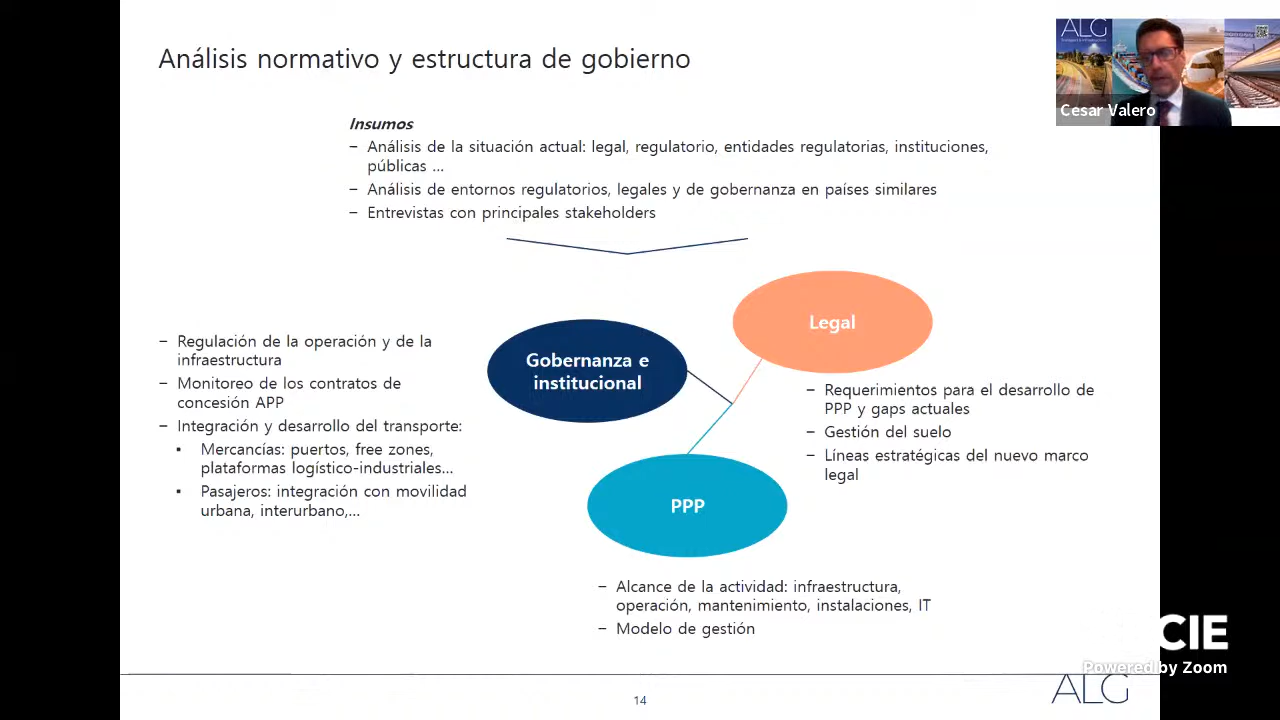 Análisis normativo y estructura de gobierno
ALG
Cesar Valero
Insumos
− Análisis de la situación actual: legal, regulatorio, entidades regulatorias, instituciones,
públicas ...
− Análisis de entornos regulatorios, legales y de gobernanza en países similares
− Entrevistas con principales stakeholders
Legal
Gobernanza e
institucional
PPP
− Regulación de la operación y de la
infraestructura
− Monitoreo de los contratos de
concesión APP
− Integración y desarrollo del transporte:
▪ Mercancías: puertos, free zones,
plataformas logístico-industriales...
▪ Pasajeros: integración con movilidad
urbana, interurbano,...
− Requerimientos para el desarrollo de
PPP y gaps actuales
− Gestión del suelo
− Líneas estratégicas del nuevo marco
legal
− Alcance de la actividad: infraestructura,
operación, mantenimiento, instalaciones, IT
− Modelo de gestión
CIE
Powered by Zoom
14
ALG